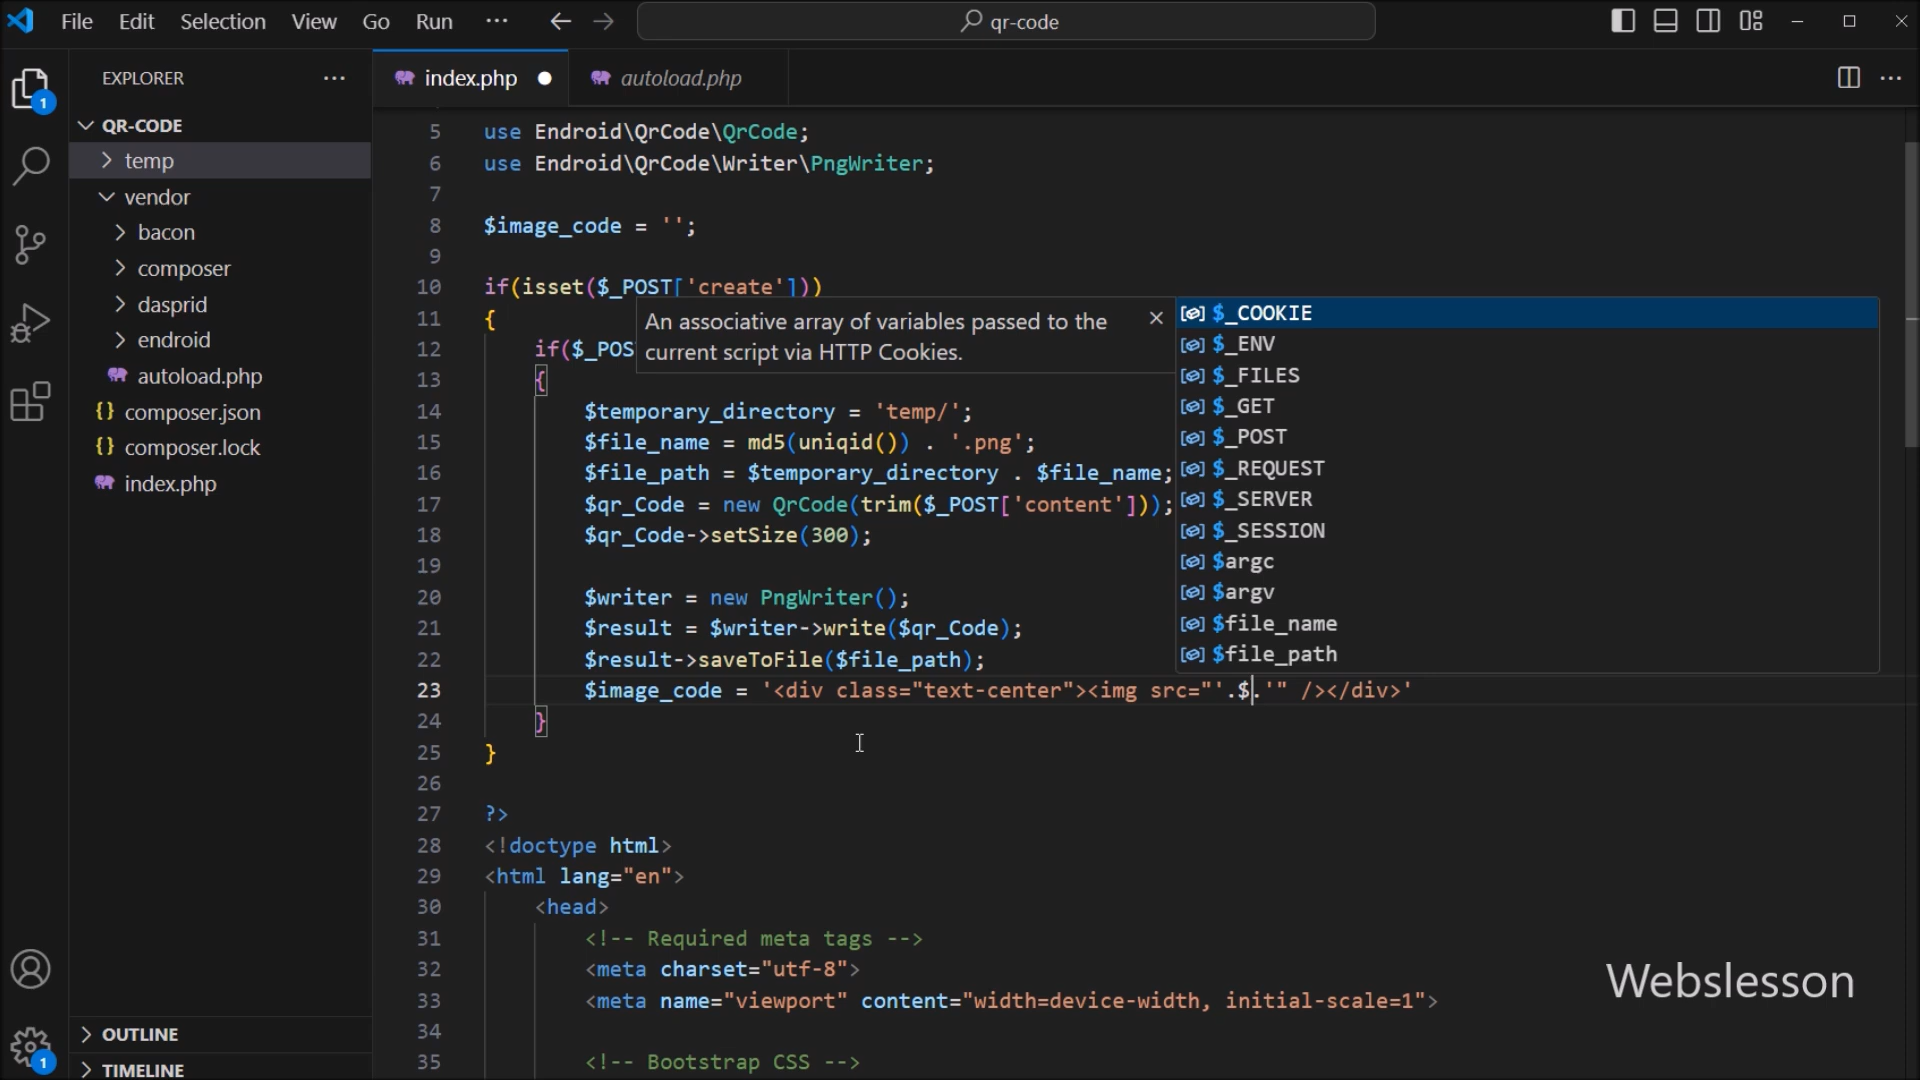 File Edit Selection View Go Run ··· qr-code
EXPLORER ···
QR-CODE
temp
vendor
bacon
composer
dasprid
endroid
autoload.php
{} composer.json
{} composer.lock
index.php
OUTLINE
TIMELINE
1
1
index.php
autoload.php
5 use Endroid\QrCode\QrCode;
6 use Endroid\QrCode\Writer\PngWriter;
7
8 $image_code = '';
9
10 if(isset($_POST['create']))
11 {
12 if($_POS
13 {
14 $temporary_directory = 'temp/';
15 $file_name = md5(uniqid()) . '.png';
16 $file_path = $temporary_directory . $file_name;
17 $qr_Code = new QrCode(trim($_POST['content']));
18 $qr_Code->setSize(300);
19
20 $writer = new PngWriter();
21 $result = $writer->write($qr_Code);
22 $result->saveToFile($file_path);
23 $image_code = '<div class="text-center"><img src="'.$.'" /></div>'
24 }
25 }
26
27 ?>
28 <!doctype html>
29 <html lang="en">
30 <head>
31 <!-- Required meta tags -->
32 <meta charset="utf-8">
33 <meta name="viewport" content="width=device-width, initial-scale=1">
34
35 <!-- Bootstrap CSS -->
An associative array of variables passed to the
current script via HTTP Cookies.
$_COOKIE
$_ENV
$_FILES
$_GET
$_POST
$_REQUEST
$_SERVER
$_SESSION
$argc
$argv
$file_name
$file_path
Webslesson